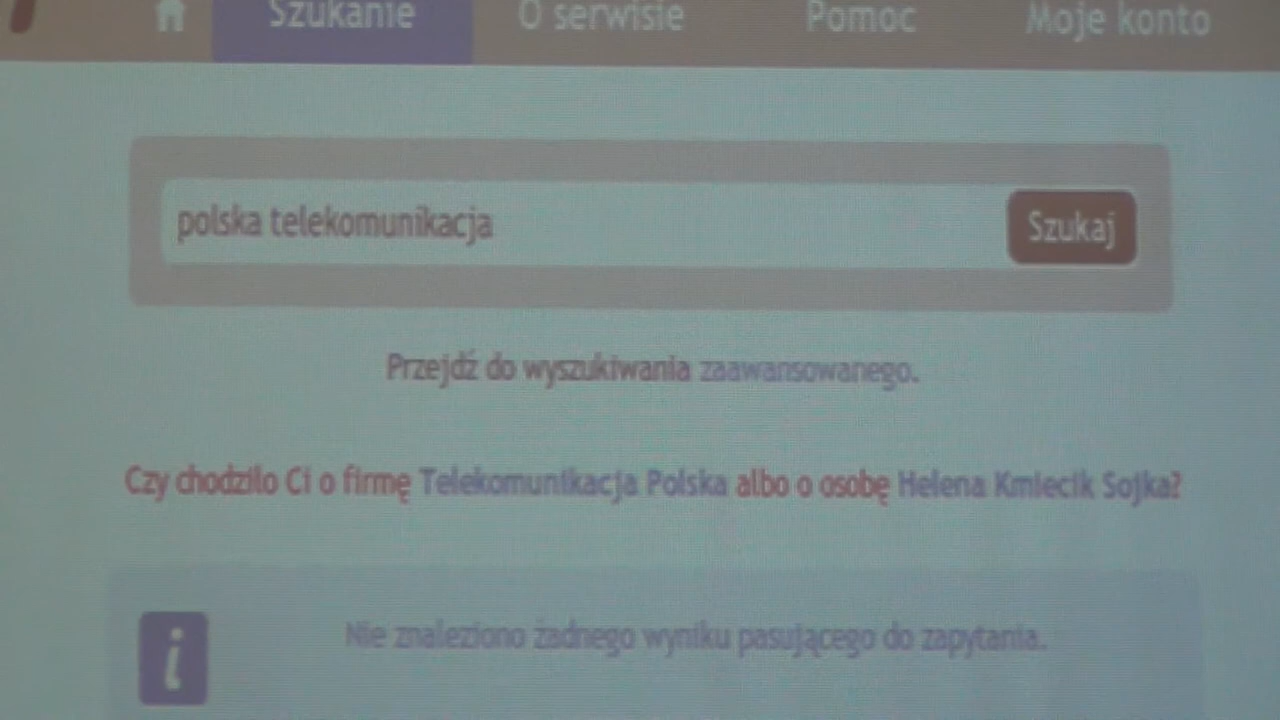 Szukanie O serwisie Pomoc Moje konto
polska telekomunikacja Szukaj
Przejdź do wyszukiwania zaawansowanego.
Czy chodziło Ci o firmę Telekomunikacja Polska albo o osobę Helena Kmiecik Sojka?
i Nie znaleziono żadnego wyniku pasującego do zapytania.